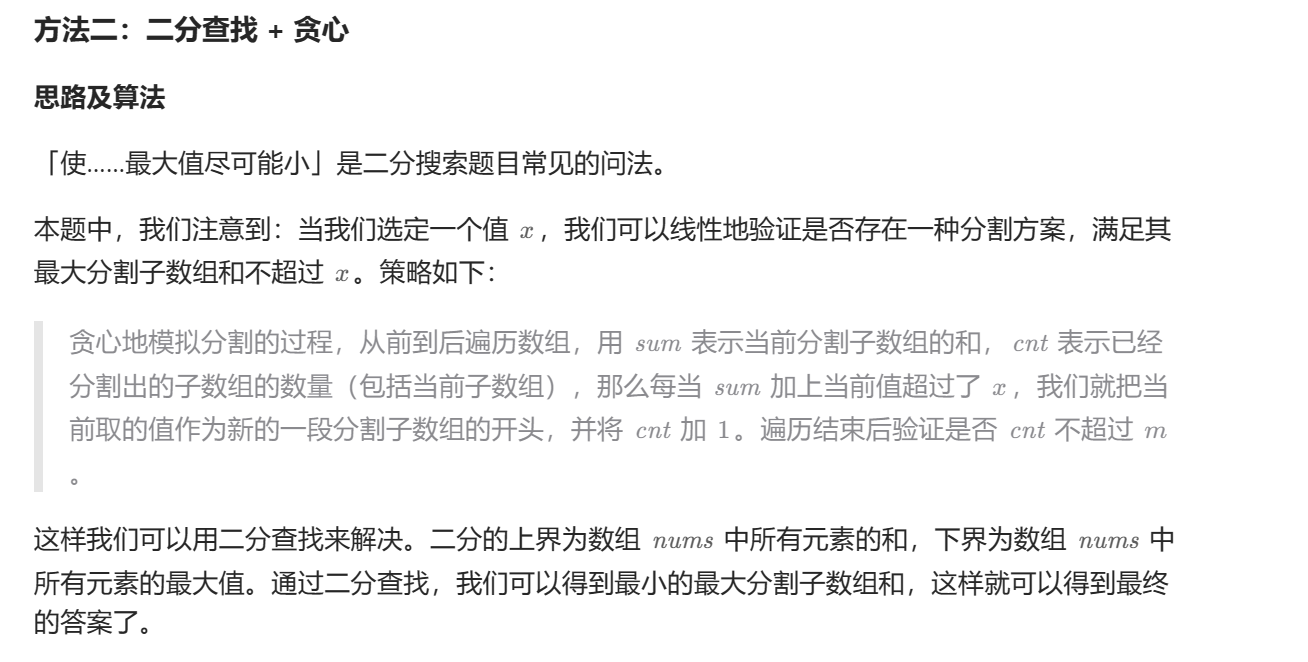 方法二：二分查找 + 贪心
思路及算法
「使……最大值尽可能小」是二分搜索题目常见的问法。
本题中，我们注意到：当我们选定一个值 x，我们可以线性地验证是否存在一种分割方案，满足其
最大分割子数组和不超过 x。策略如下：
贪心地模拟分割的过程，从前到后遍历数组，用 sum 表示当前分割子数组的和，cnt 表示已经
分割出的子数组的数量（包括当前子数组），那么每当 sum 加上当前值超过了 x，我们就把当
前取的值作为新的一段分割子数组的开头，并将 cnt 加 1。遍历结束后验证是否 cnt 不超过 m
。
这样我们可以用二分查找来解决。二分的上界为数组 nums 中所有元素的和，下界为数组 nums 中
所有元素的最大值。通过二分查找，我们可以得到最小的最大分割子数组和，这样就可以得到最终
的答案了。